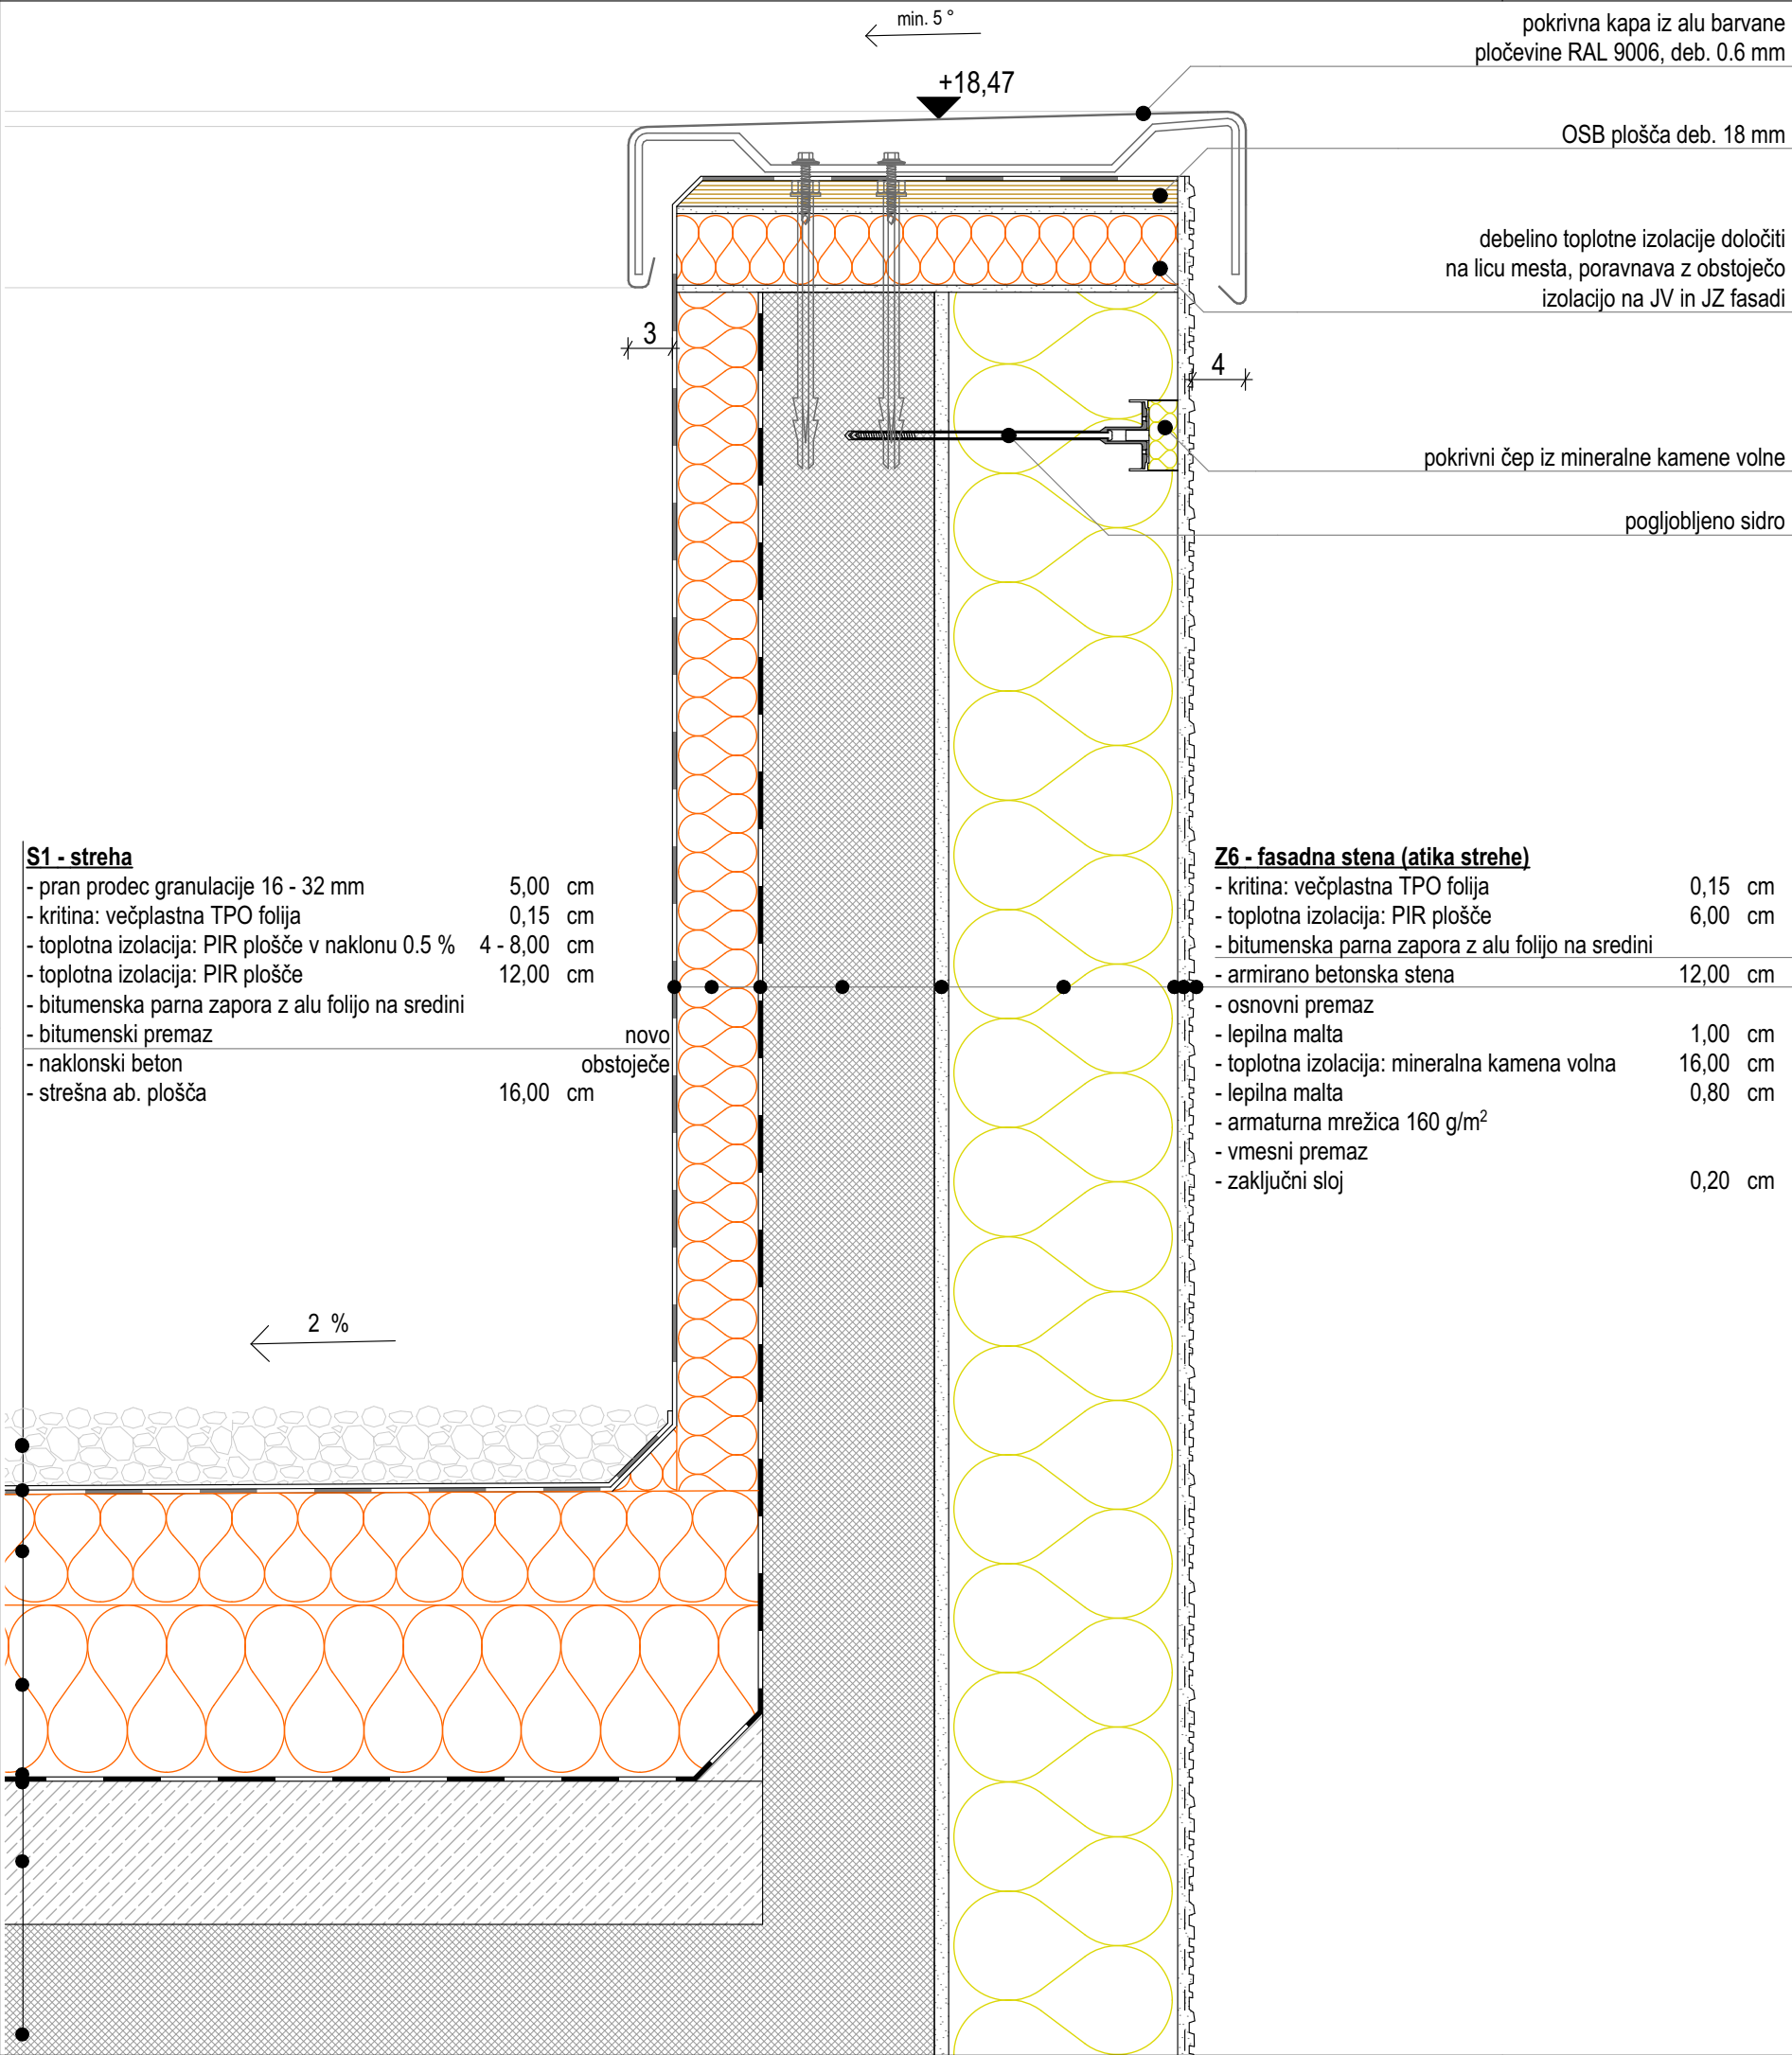 min. 5 °
pokrivna kapa iz alu barvane
pločevine RAL 9006, deb. 0.6 mm
+18,47
OSB plošča deb. 18 mm
debelino toplotne izolacije določiti
na licu mesta, poravnava z obstoječo
izolacijo na JV in JZ fasadi
3
4
pokrivni čep iz mineralne kamene volne
pogljobljeno sidro
S1 - streha
- pran prodec granulacije 16 - 32 mm 5,00 cm
- kritina: večplastna TPO folija 0,15 cm
- toplotna izolacija: PIR plošče v naklonu 0.5 % 4 - 8,00 cm
- toplotna izolacija: PIR plošče 12,00 cm
- bitumenska parna zapora z alu folijo na sredini
- bitumenski premaz novo
- naklonski beton obstoječe
- strešna ab. plošča 16,00 cm
Z6 - fasadna stena (atika strehe)
- kritina: večplastna TPO folija 0,15 cm
- toplotna izolacija: PIR plošče 6,00 cm
- bitumenska parna zapora z alu folijo na sredini
- armirano betonska stena 12,00 cm
- osnovni premaz
- lepilna malta 1,00 cm
- toplotna izolacija: mineralna kamena volna 16,00 cm
- lepilna malta 0,80 cm
- armaturna mrežica 160 g/m²
- vmesni premaz
- zaključni sloj 0,20 cm
2 %